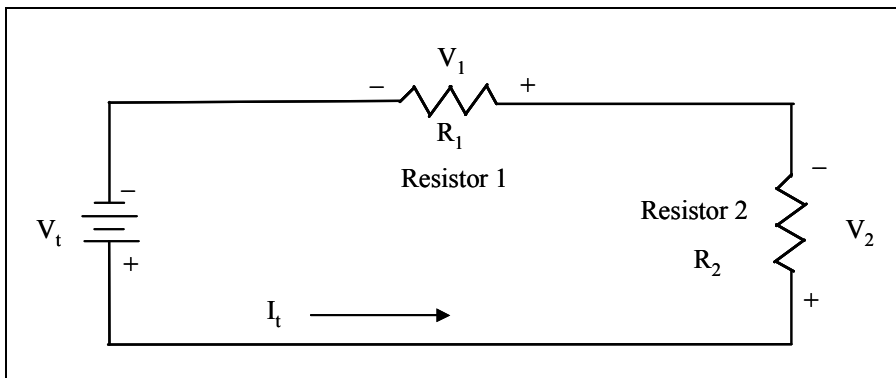 V₁
− +
R₁
Resistor 1
−
Vₜ
+
−
Resistor 2
V₂
R₂
+
Iₜ